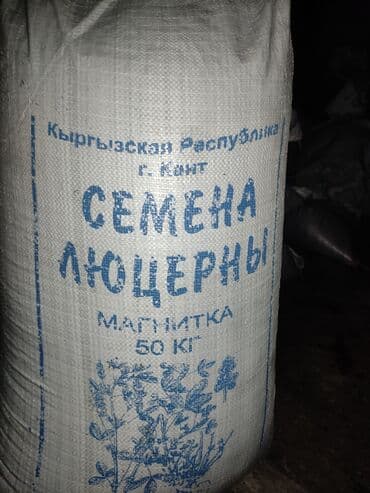 Кыргызская Республика
г. Кант
СЕМЕНА
ЛЮЦЕРНЫ
МАГНИТКА
50 КГ